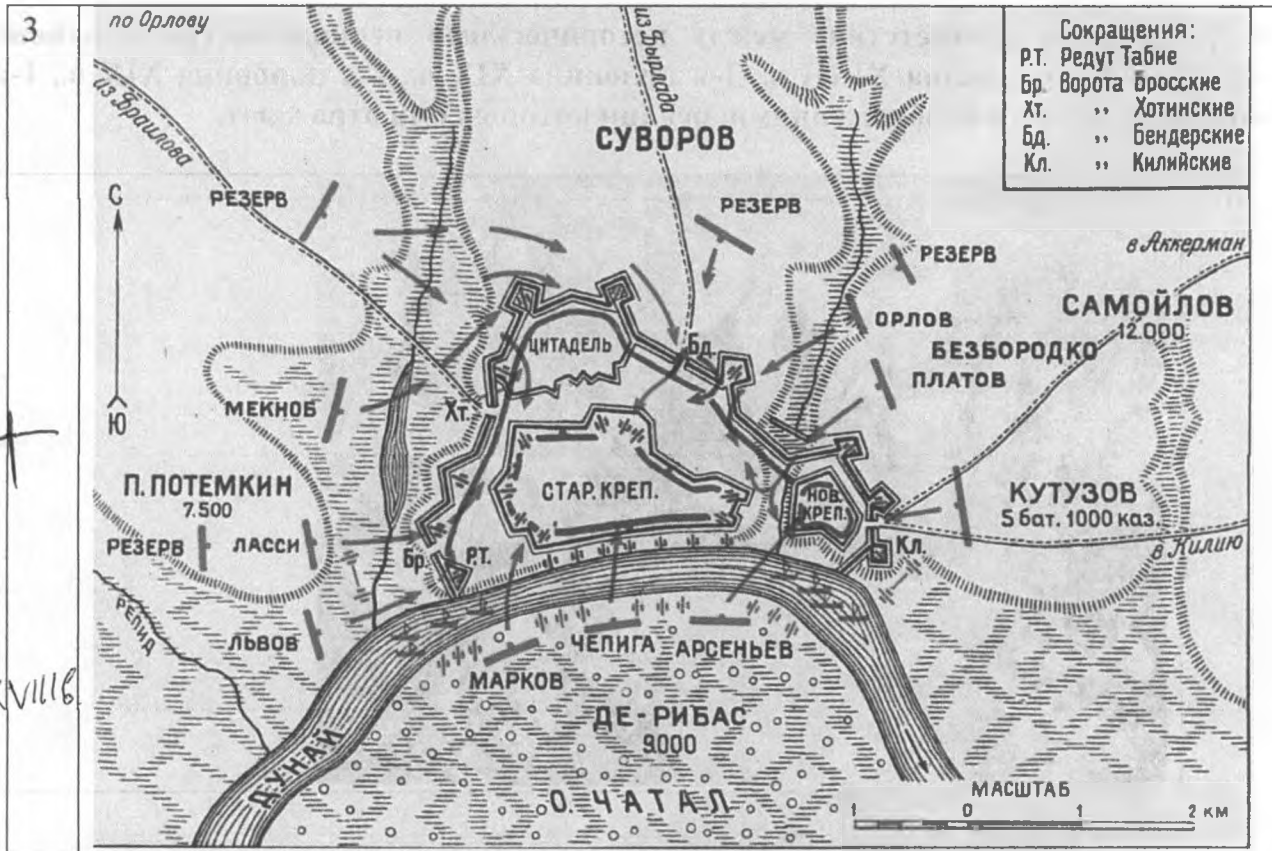 3
по Орлову
из Браилова
из Бырлада
Сокращения:
Р.Т. Редут Табие
Бр. Ворота Бросские
Хт. ,, Хотинские
Бд. ,, Бендерские
Кл. ,, Килийские
СУВОРОВ
С
РЕЗЕРВ
РЕЗЕРВ
РЕЗЕРВ
в Аккерман
САМОЙЛОВ
12.000
ОРЛОВ
БЕЗБОРОДКО
ПЛАТОВ
ЦИТАДЕЛЬ
Бд.
МЕКНОБ
Хт.
Ю
П. ПОТЕМКИН
7.500
СТАР. КРЕП.
НОВ.
КРЕП.
КУТУЗОВ
5 бат. 1000 каз.
РЕЗЕРВ
ЛАССИ
Бр.
Р.Т.
Кл.
в Килию
РЕПИДА
ЛЬВОВ
ЧЕПИГА
АРСЕНЬЕВ
МАРКОВ
XVIIIв.
ДЕ-РИБАС
9.000
ДУНАЙ
О. ЧАТАЛ
МАСШТАБ
1 0 1 2 км